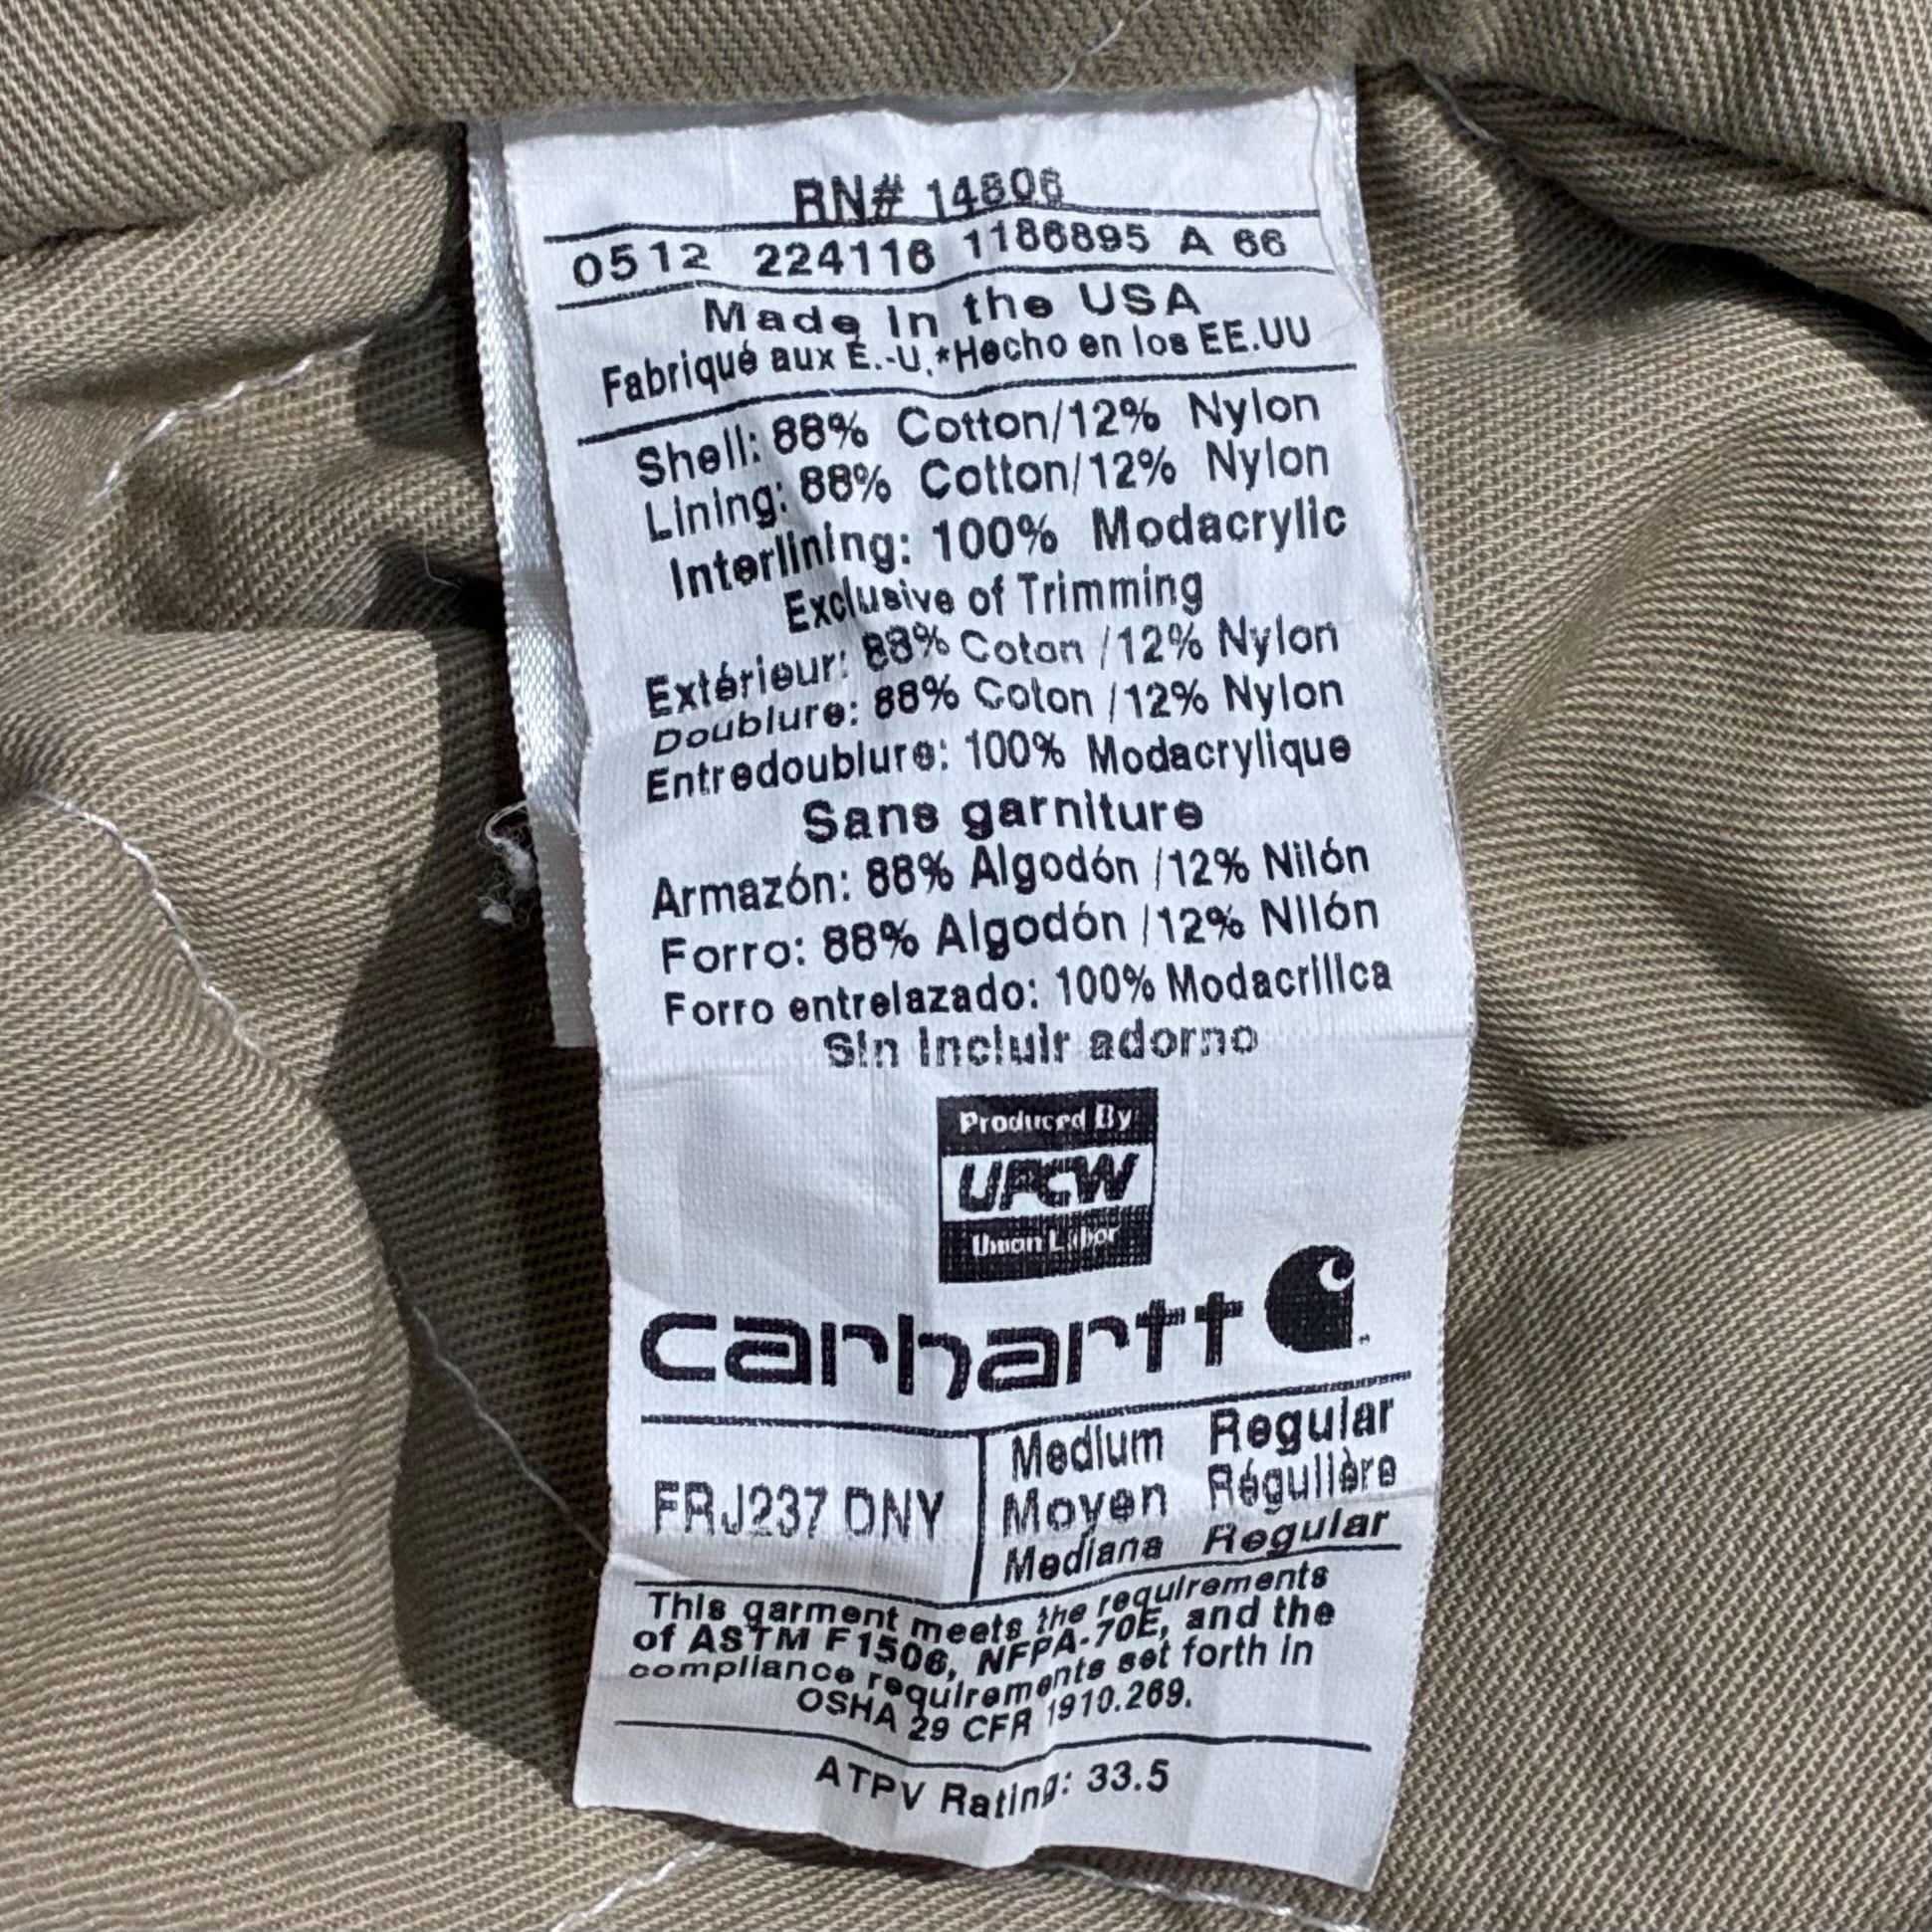 RN# 14806
0512 224116 1186895 A 66
Made In the USA
Fabriqué aux É.-U.*Hecho en los EE.UU
Shell: 88% Cotton/12% Nylon
Lining: 88% Cotton/12% Nylon
Interlining: 100% Modacrylic
Exclusive of Trimming
Extérieur: 88% Coton /12% Nylon
Doublure: 88% Coton /12% Nylon
Entredoublure: 100% Modacrylique
Sans garniture
Armazón: 88% Algodón /12% Nilón
Forro: 88% Algodón /12% Nilón
Forro entrelazado: 100% Modacrílica
Sin incluir adorno
Produced By
UFCW
Union Labor
carhartt
FRJ237 DNY
Medium Regular
Moyen Régulière
Mediana Regular
This garment meets the requirements
of ASTM F1506, NFPA-70E, and the
compliance requirements set forth in
OSHA 29 CFR 1910.269.
ATPV Rating: 33.5